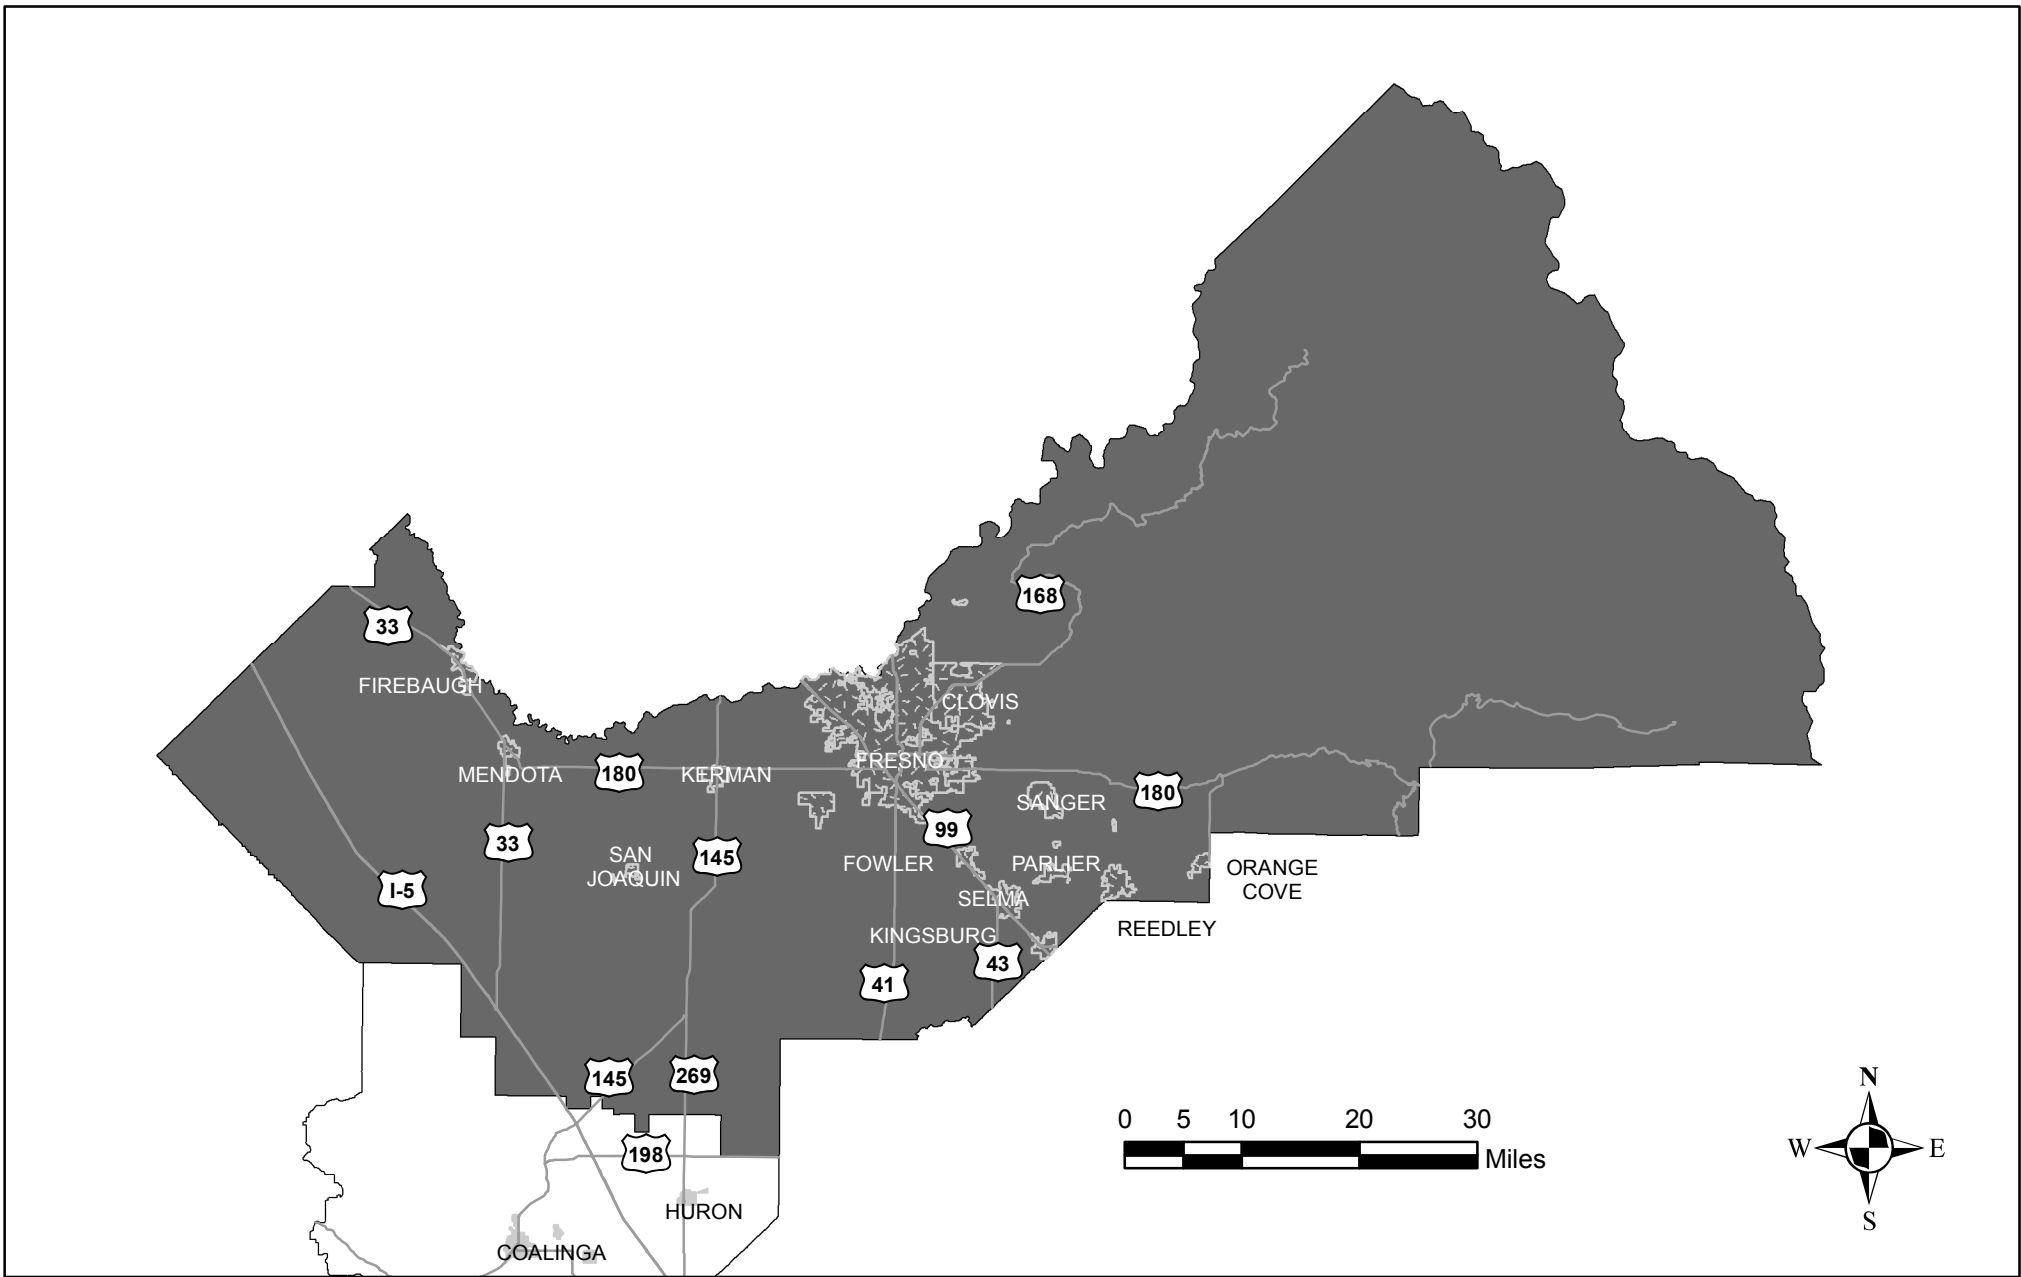 168
33
FIREBAUGH
CLOVIS
FRESNO
MENDOTA
180
KERMAN
180
SANGER
99
33
SAN
JOAQUIN
145
FOWLER
PARLIER
ORANGE
COVE
I-5
SELMA
REEDLEY
KINGSBURG
43
41
145
269
198
HURON
COALINGA
0 5 10 20 30
Miles
N
W E
S